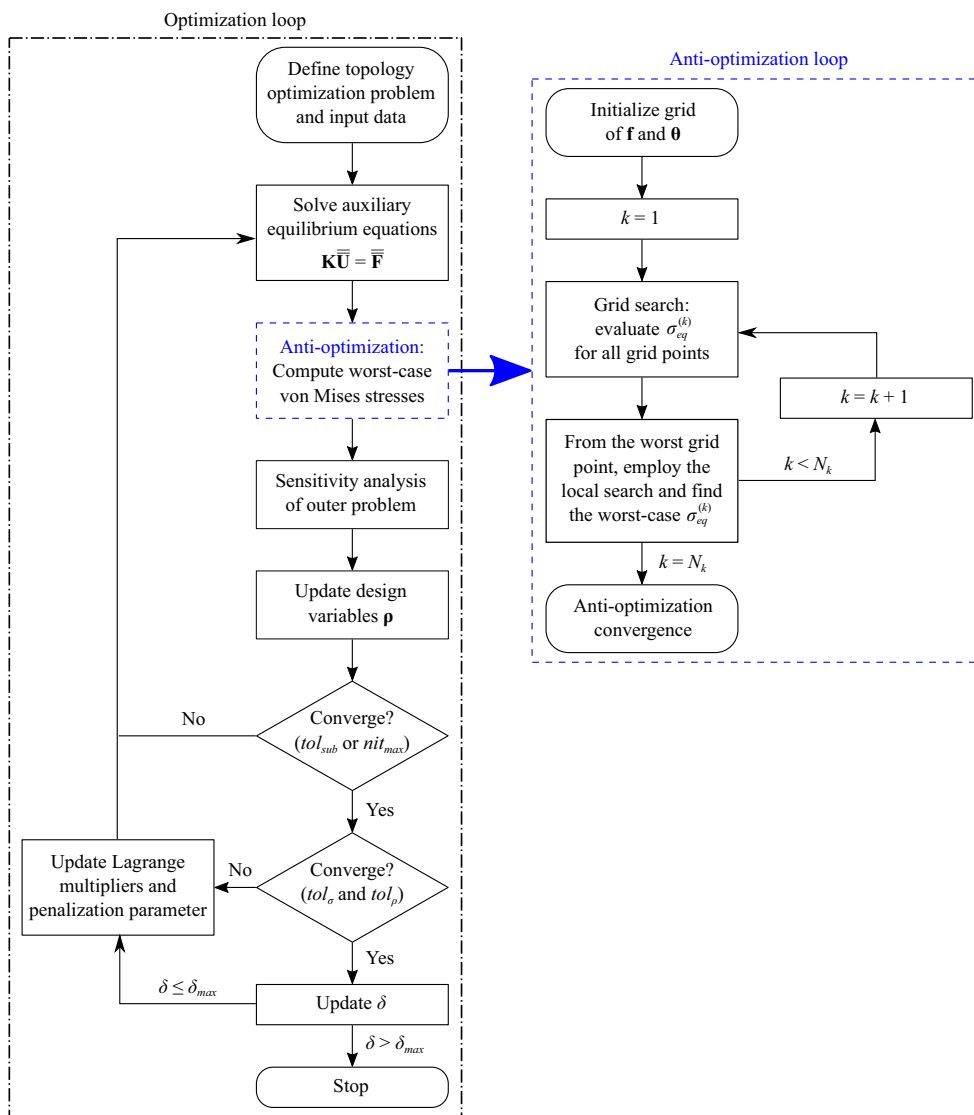 Optimization loop
Define topology
optimization problem
and input data
Solve auxiliary
equilibrium equations
𝐊𝐔̿ = 𝐅̿
Anti-optimization:
Compute worst-case
von Mises stresses
Sensitivity analysis
of outer problem
Update design
variables ρ
Converge?
(tol_sub or nit_max)
No
Yes
Converge?
(tol_σ and tol_ρ)
No
Update Lagrange
multipliers and
penalization parameter
Yes
Update δ
δ ≤ δ_max
δ > δ_max
Stop
Anti-optimization loop
Initialize grid
of f and θ
k = 1
Grid search:
evaluate σ_eq^(k)
for all grid points
k = k + 1
From the worst grid
point, employ the
local search and find
the worst-case σ_eq^(k)
k < N_k
k = N_k
Anti-optimization
convergence